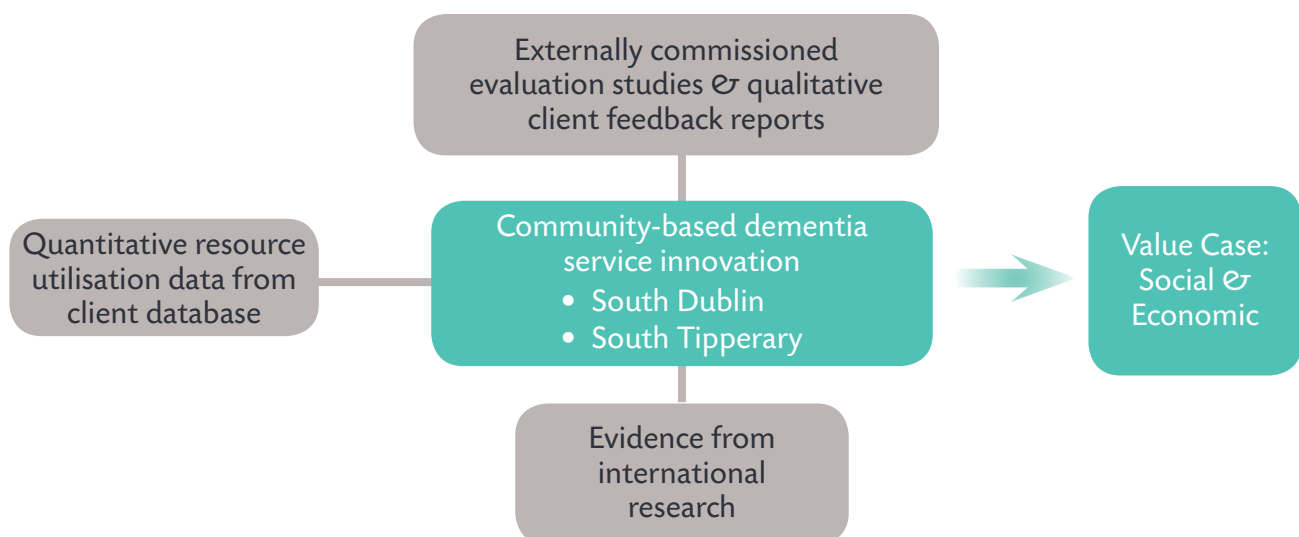 Externally commissioned
evaluation studies & qualitative
client feedback reports
Quantitative resource
utilisation data from
client database
Community-based dementia
service innovation
• South Dublin
• South Tipperary
Value Case:
Social &
Economic
Evidence from
international
research